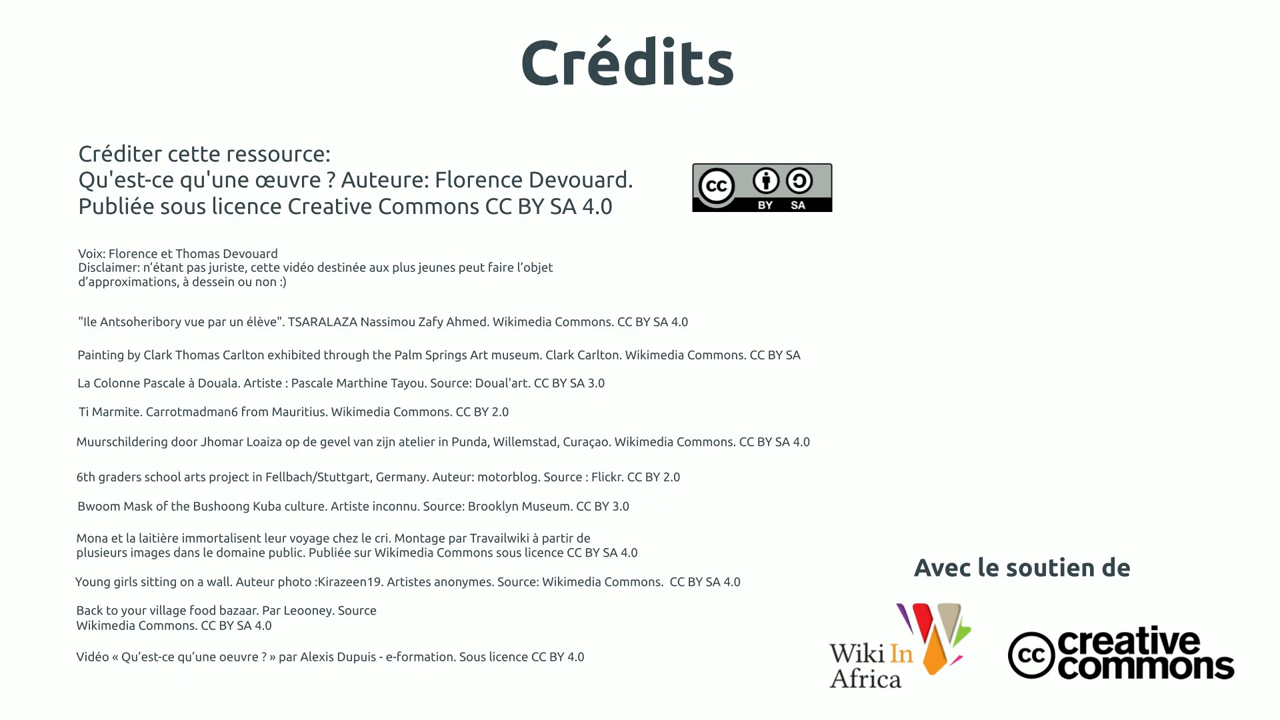 Crédits
Créditer cette ressource:
Qu'est-ce qu'une œuvre ? Auteure: Florence Devouard.
Publiée sous licence Creative Commons CC BY SA 4.0
cc
BY SA
Voix: Florence et Thomas Devouard
Disclaimer: n’étant pas juriste, cette vidéo destinée aux plus jeunes peut faire l’objet
d’approximations, à dessein ou non :)
"Ile Antsoheribory vue par un élève". TSARALAZA Nassimou Zafy Ahmed. Wikimedia Commons. CC BY SA 4.0
Painting by Clark Thomas Carlton exhibited through the Palm Springs Art museum. Clark Carlton. Wikimedia Commons. CC BY SA
La Colonne Pascale à Douala. Artiste : Pascale Marthine Tayou. Source: Doual'art. CC BY SA 3.0
Ti Marmite. Carrotmadman6 from Mauritius. Wikimedia Commons. CC BY 2.0
Muurschildering door Jhomar Loaiza op de gevel van zijn atelier in Punda, Willemstad, Curaçao. Wikimedia Commons. CC BY SA 4.0
6th graders school arts project in Fellbach/Stuttgart, Germany. Auteur: motorblog. Source : Flickr. CC BY 2.0
Bwoom Mask of the Bushoong Kuba culture. Artiste inconnu. Source: Brooklyn Museum. CC BY 3.0
Mona et la laitière immortalisent leur voyage chez le cri. Montage par Travailwiki à partir de
plusieurs images dans le domaine public. Publiée sur Wikimedia Commons sous licence CC BY SA 4.0
Young girls sitting on a wall. Auteur photo :Kirazeen19. Artistes anonymes. Source: Wikimedia Commons.  CC BY SA 4.0
Back to your village food bazaar. Par Leooney. Source
Wikimedia Commons. CC BY SA 4.0
Vidéo « Qu’est-ce qu’une oeuvre ? » par Alexis Dupuis - e-formation. Sous licence CC BY 4.0
Avec le soutien de
Wiki In
Africa
cc creative
commons